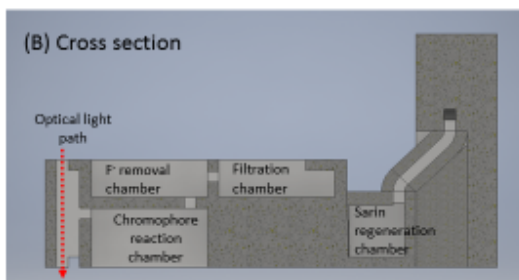 (B) Cross section
Optical light
path
F- removal
chamber
Filtration
chamber
Chromophore
reaction
chamber
Sarin
regeneration
chamber